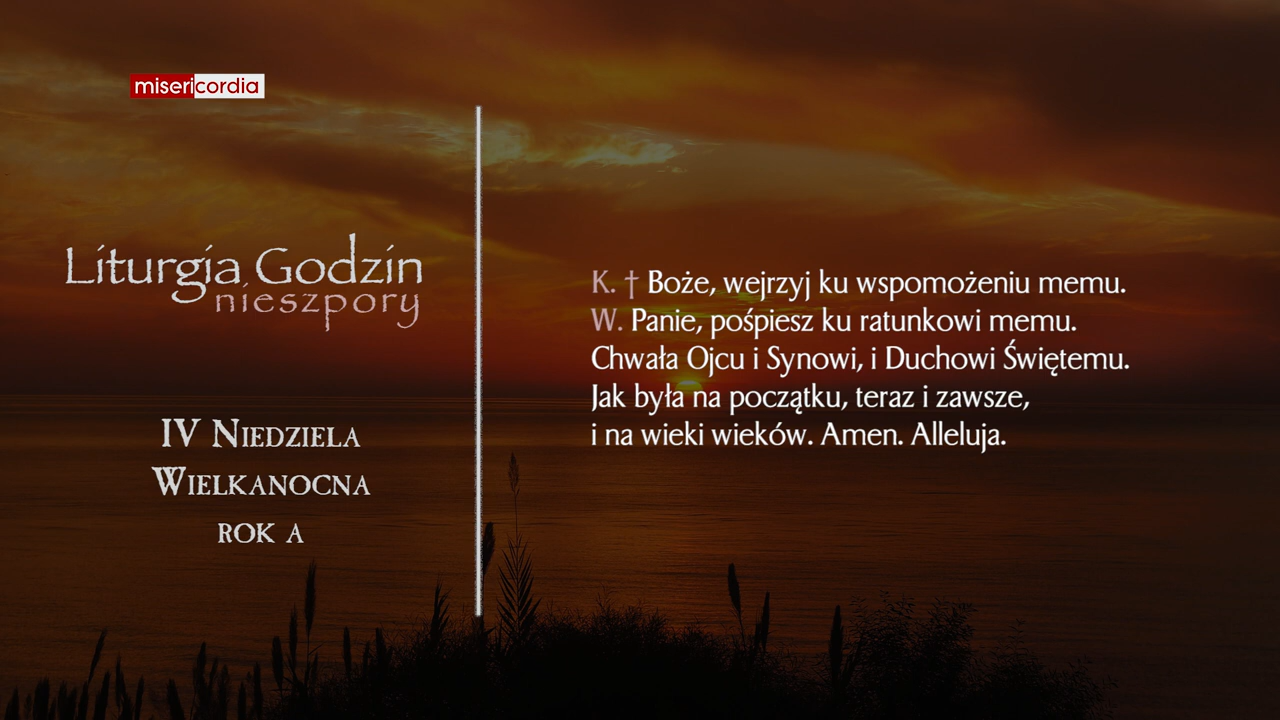 misericordia
Liturgia Godzin
nieszpory
IV Niedziela
Wielkanocna
rok a
K. † Boże, wejrzyj ku wspomożeniu memu.
W. Panie, pośpiesz ku ratunkowi memu.
Chwała Ojcu i Synowi, i Duchowi Świętemu.
Jak była na początku, teraz i zawsze,
i na wieki wieków. Amen. Alleluja.